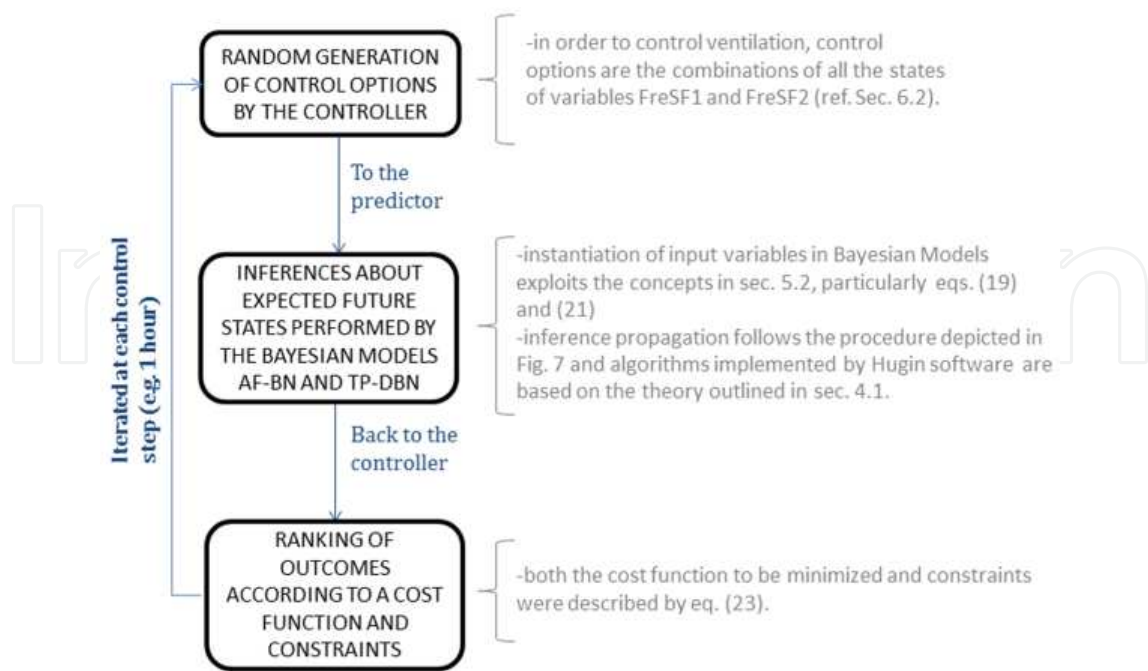 RANDOM GENERATION
OF CONTROL OPTIONS
BY THE CONTROLLER
-in order to control ventilation, control
options are the combinations of all the states
of variables FreSF1 and FreSF2 (ref. Sec. 6.2).
To the
predictor
Iterated at each control
step (e.g. 1 hour)
INFERENCES ABOUT
EXPECTED FUTURE
STATES PERFORMED BY
THE BAYESIAN MODELS
AF-BN AND TP-DBN
-instantiation of input variables in Bayesian Models
exploits the concepts in sec. 5.2, particularly eqs. (19)
and (21)
-inference propagation follows the procedure depicted in
Fig. 7 and algorithms implemented by Hugin software are
based on the theory outlined in sec. 4.1.
Back to the
controller
RANKING OF
OUTCOMES
ACCORDING TO A COST
FUNCTION AND
CONSTRAINTS
-both the cost function to be minimized and constraints
were described by eq. (23).